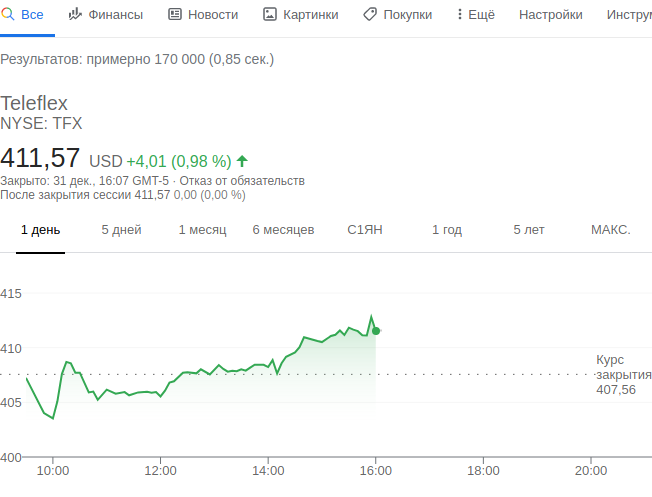 Все Финансы Новости Картинки Покупки Ещё Настройки Инстру
Результатов: примерно 170 000 (0,85 сек.)
Teleflex
NYSE: TFX
411,57 USD +4,01 (0,98 %)
Закрыто: 31 дек., 16:07 GMT-5 · Отказ от обязательств
После закрытия сессии 411,57 0,00 (0,00 %)
1 день 5 дней 1 месяц 6 месяцев С1ЯН 1 год 5 лет МАКС.
415
410
Курс
закрытия
407,56
405
400
10:00 12:00 14:00 16:00 18:00 20:00